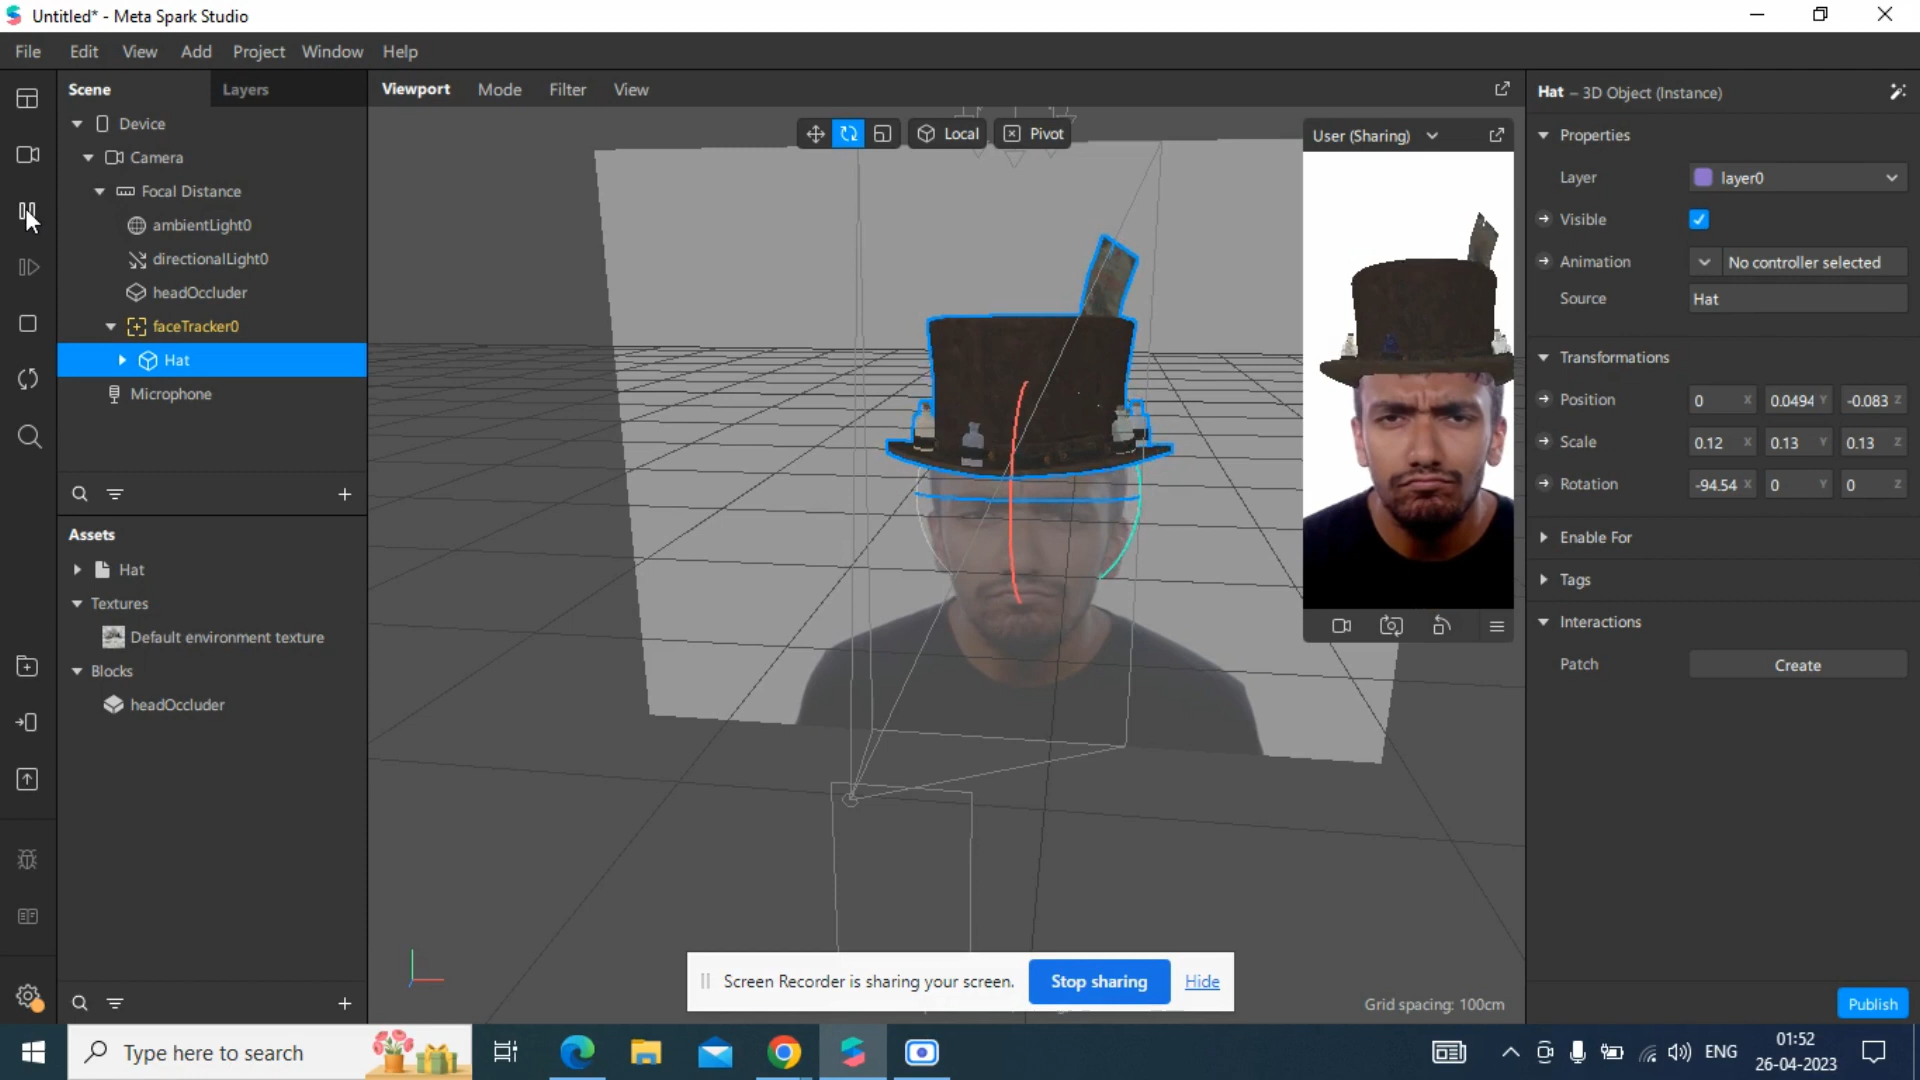 Untitled* - Meta Spark Studio
File Edit View Add Project Window Help
Scene Layers
Device
Camera
Focal Distance
ambientLight0
directionalLight0
headOccluder
faceTracker0
Hat
Microphone
Assets
Hat
Textures
Default environment texture
Blocks
headOccluder
Viewport Mode Filter View
Local Pivot
User (Sharing)
Grid spacing: 100cm
Hat – 3D Object (Instance)
Properties
Layer layer0
Visible
Animation No controller selected
Source Hat
Transformations
Position 0 X 0.0494 Y -0.083 Z
Scale 0.12 X 0.13 Y 0.13 Z
Rotation -94.54 X 0 Y 0 Z
Enable For
Tags
Interactions
Patch Create
Publish
Screen Recorder is sharing your screen. Stop sharing Hide
Type here to search
ENG
01:52
26-04-2023